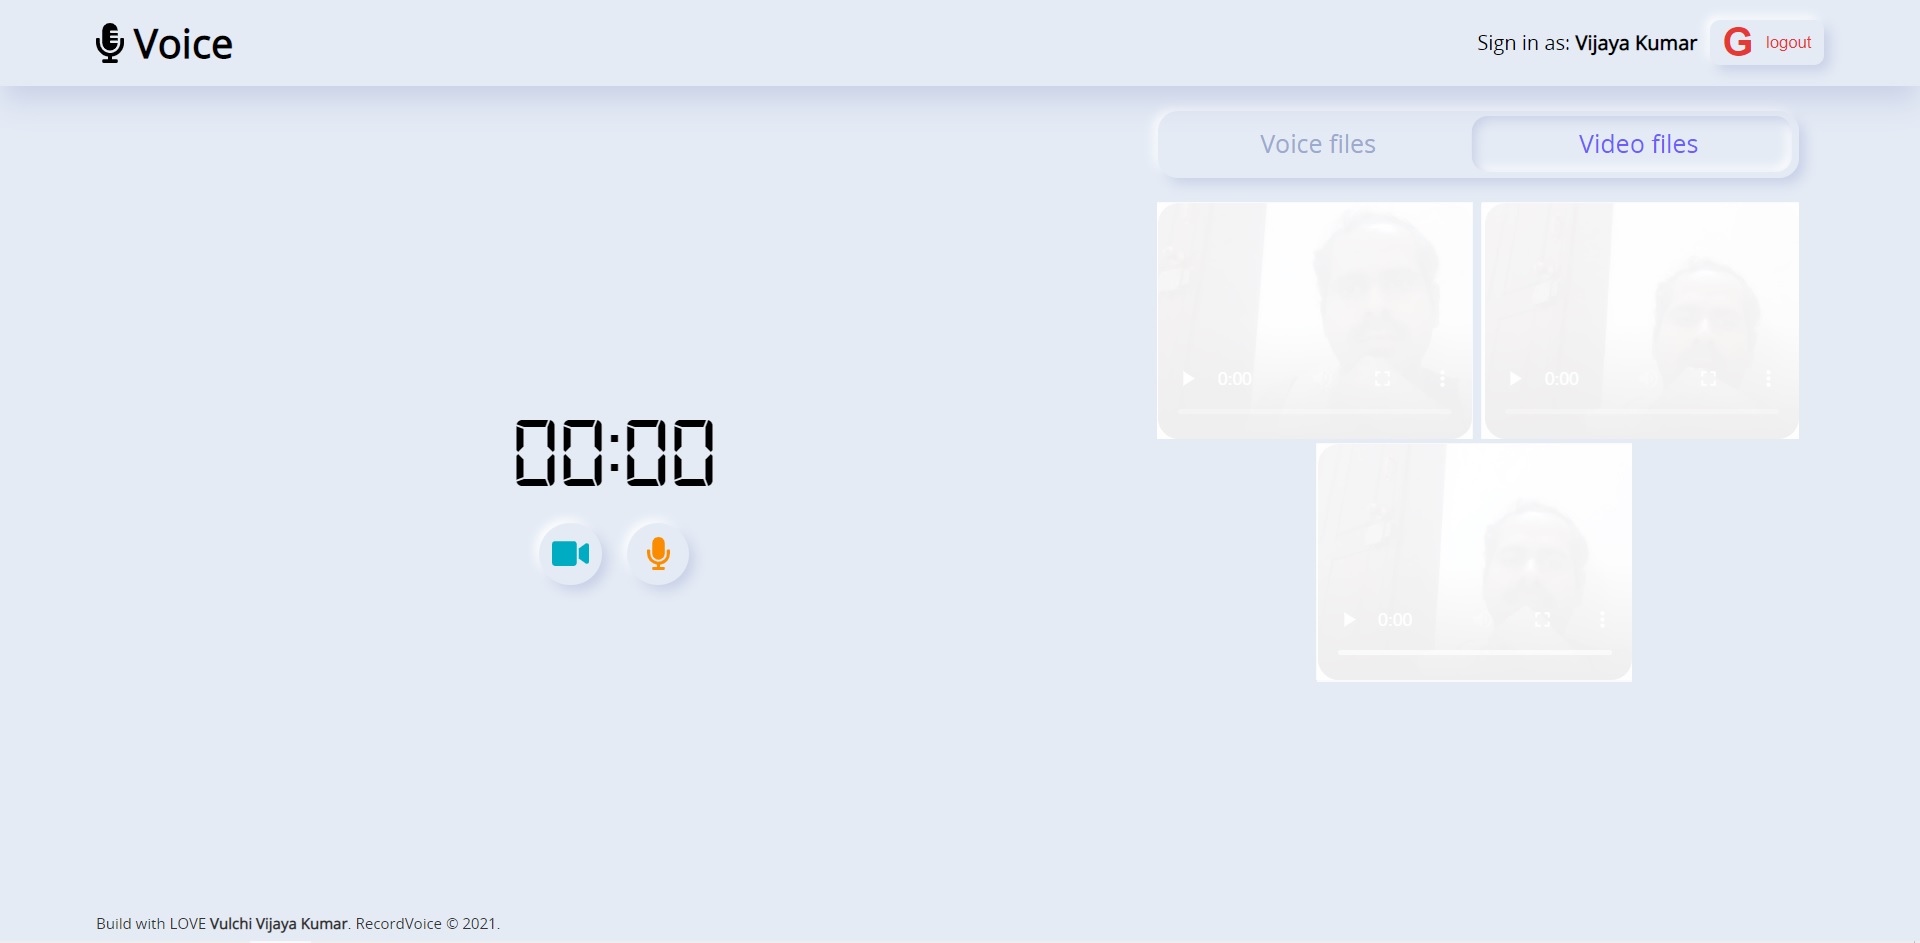 Voice
Sign in as: Vijaya Kumar
G logout
Voice files
Video files
0:00
0:00
00:00
0:00
Build with LOVE Vulchi Vijaya Kumar. RecordVoice © 2021.